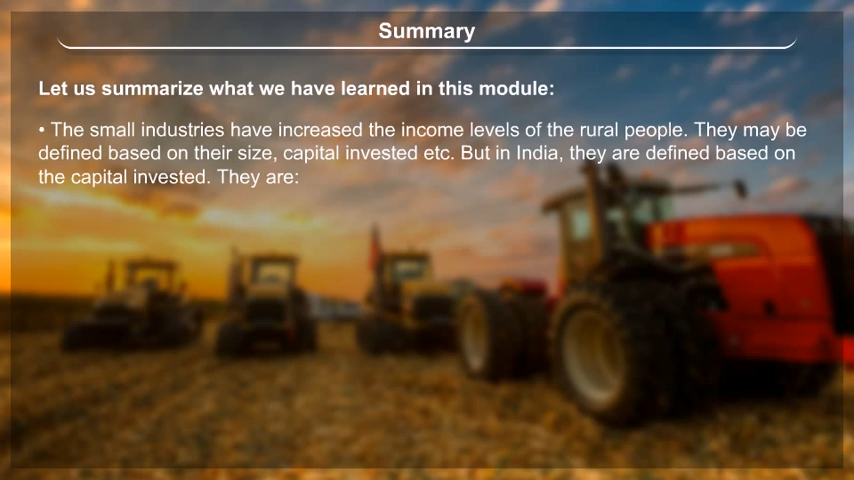 Summary
Let us summarize what we have learned in this module:
• The small industries have increased the income levels of the rural people. They may be
defined based on their size, capital invested etc. But in India, they are defined based on
the capital invested. They are: